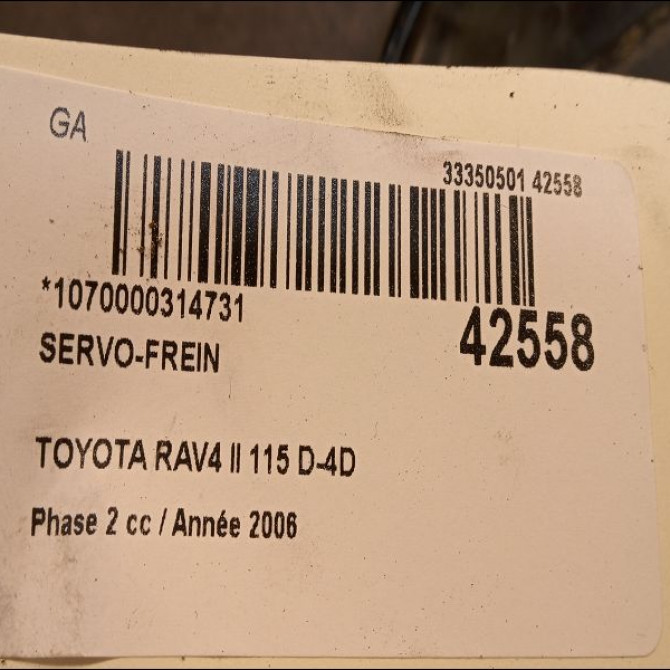 GA
33350501 42558
*1070000314731
42558
SERVO-FREIN
TOYOTA RAV4 II 115 D-4D
Phase 2 cc / Année 2006